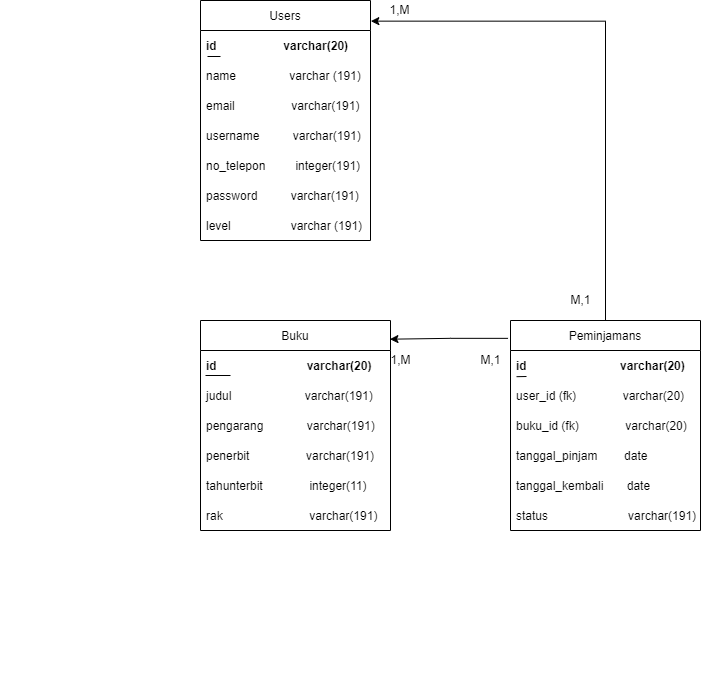 Users
1,M
id varchar(20)
name varchar (191)
email varchar(191)
username varchar(191)
no_telepon integer(191)
password varchar(191)
level varchar (191)
M,1
Buku
1,M
M,1
id varchar(20)
judul varchar(191)
pengarang varchar(191)
penerbit varchar(191)
tahunterbit integer(11)
rak varchar(191)
Peminjamans
id varchar(20)
user_id (fk) varchar(20)
buku_id (fk) varchar(20)
tanggal_pinjam date
tanggal_kembali date
status varchar(191)